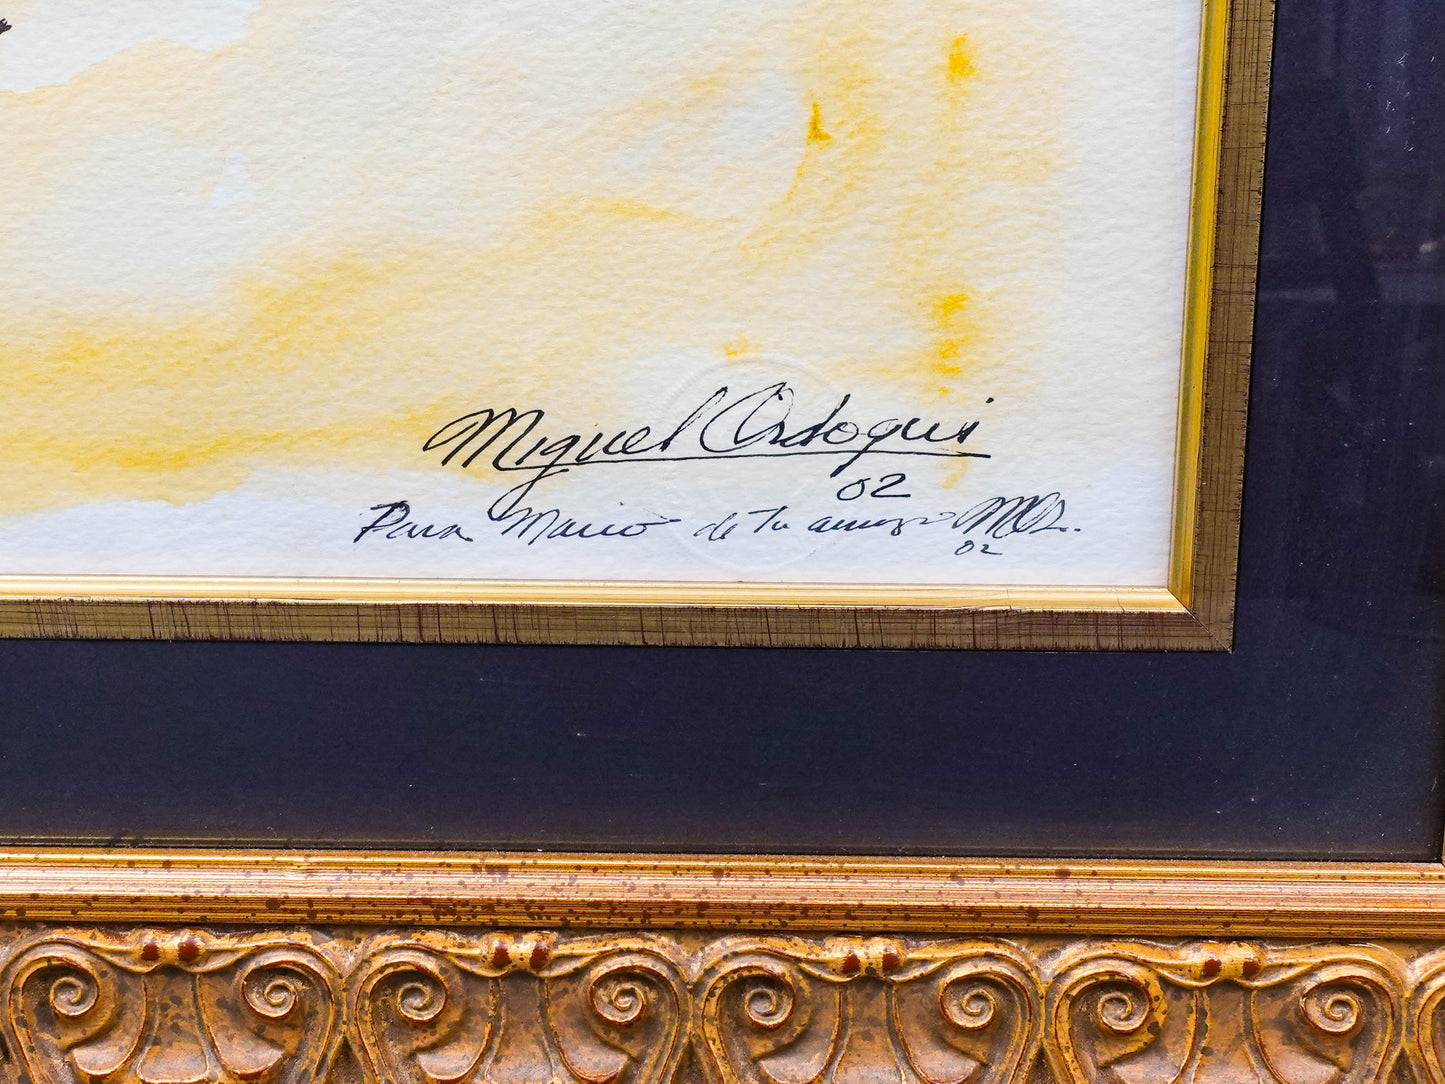 Miguel Ordoqui
02
Para Mario de Tu amigo MO.
02